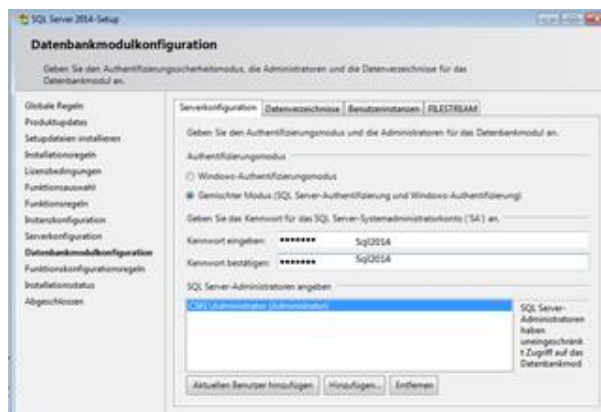 SQL Server 2014-Setup
Datenbankmodulkonfiguration
Geben Sie den Authentifizierungssicherheitsmodus, die Administratoren und die Datenverzeichnisse für das
Datenbankmodul an.
Globale Regeln
Produktupdates
Setupdateien installieren
Installationsregeln
Lizenzbedingungen
Funktionsauswahl
Funktionsregeln
Instanzkonfiguration
Serverkonfiguration
Datenbankmodulkonfiguration
Funktionskonfigurationsregeln
Installationsstatus
Abgeschlossen
Serverkonfiguration Datenverzeichnisse Benutzerinstanzen FILESTREAM
Geben Sie den Authentifizierungsmodus und die Administratoren für das Datenbankmodul an.
Authentifizierungsmodus
Windows-Authentifizierungsmodus
Gemischter Modus (SQL Server-Authentifizierung und Windows-Authentifizierung)
Geben Sie das Kennwort für das SQL Server-Systemadministratorkonto ('SA') an.
Kennwort eingeben: ••••••• Sql2014
Kennwort bestätigen: ••••••• Sql2014
SQL Server-Administratoren angeben
\Administrator (Administrator)
SQL Server-
Administratoren
haben
uneingeschränk
t Zugriff auf das
Datenbankmod
Aktuellen Benutzer hinzufügen Hinzufügen... Entfernen